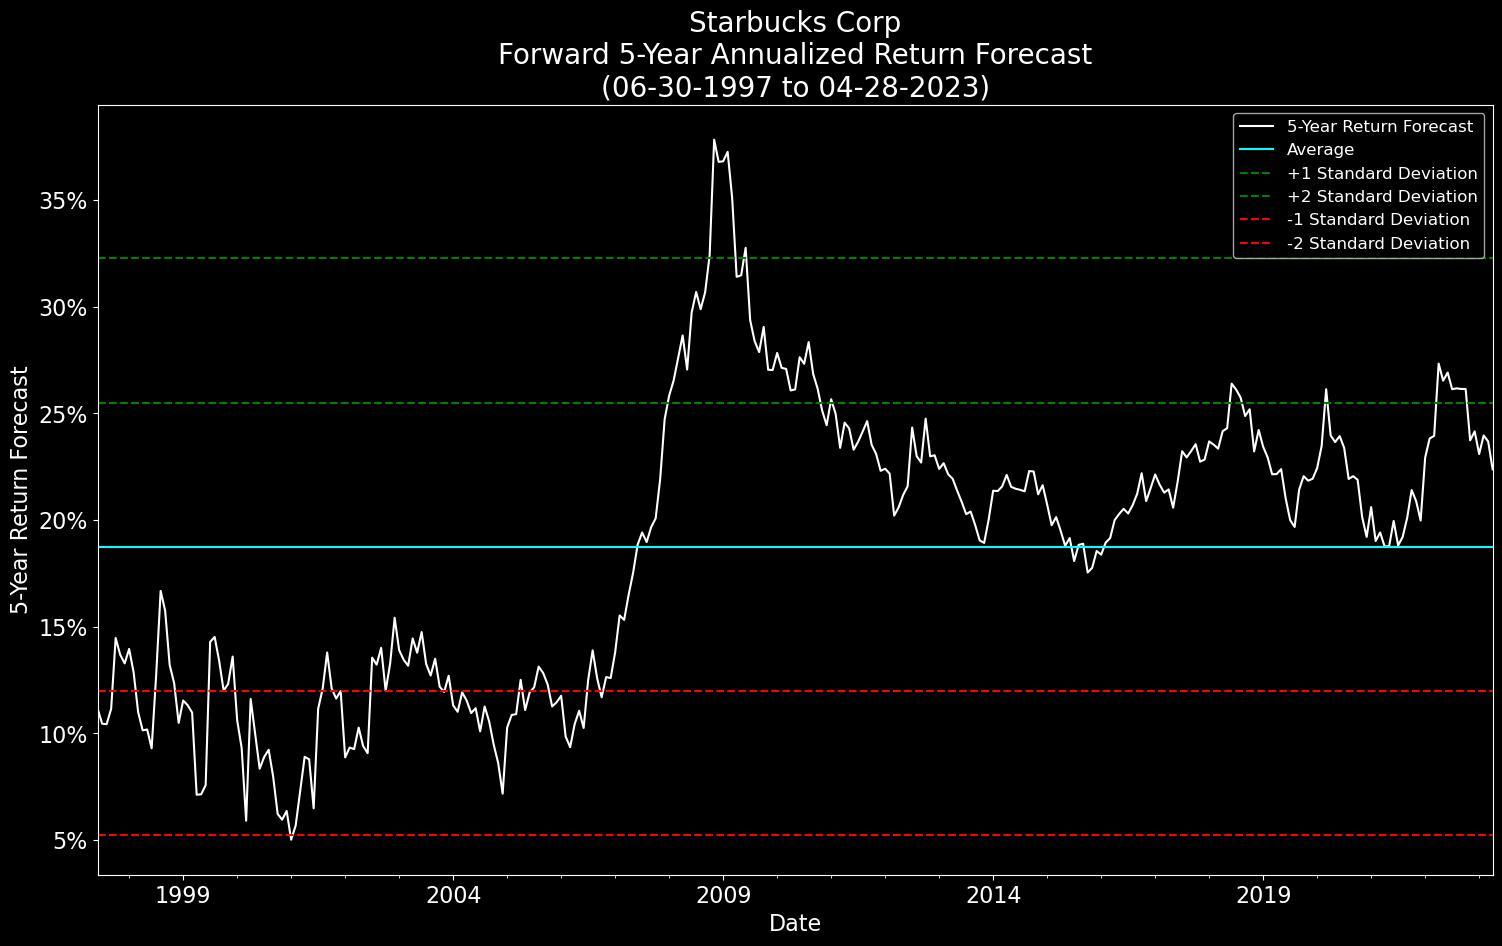 Starbucks Corp
Forward 5-Year Annualized Return Forecast
(06-30-1997 to 04-28-2023)
5-Year Return Forecast
Average
+1 Standard Deviation
+2 Standard Deviation
-1 Standard Deviation
-2 Standard Deviation
5-Year Return Forecast
35%
30%
25%
20%
15%
10%
5%
1999 2004 2009 2014 2019
Date